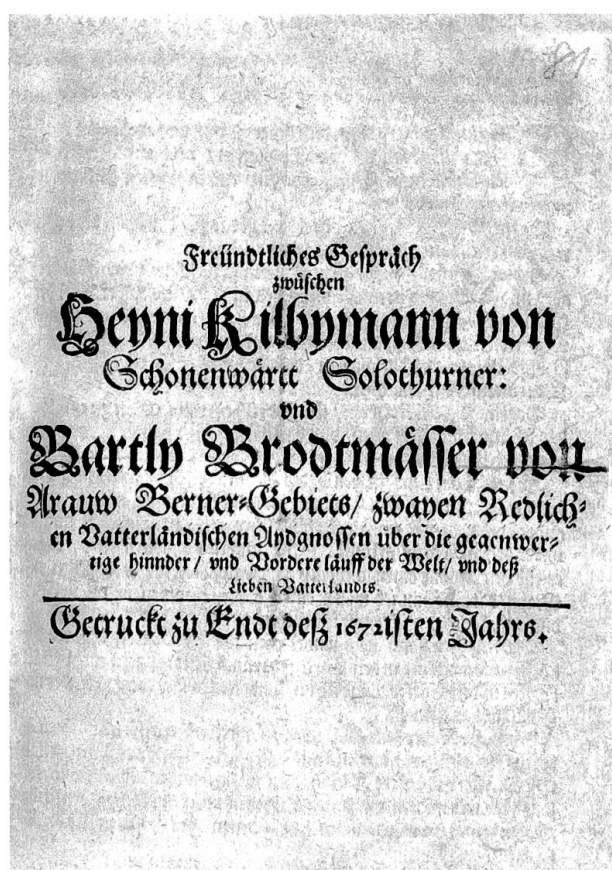 81
Freündtliches Gespräch
zwüschen
Heyni Kilbymann von
Schonenwärtt Solothurner:
vnd
Bartly Brodtmässer von
Arauw Berner-Gebiets/ zwayen Redlich-
en Vatterländischen Aydgnossen über die gegenwer-
tige hinnder/ vnd Vordere läuff der Welt/ vnd deß
Lieben Vatterlandts.
Getruckt zu Endt deß 1672isten Jahrs.